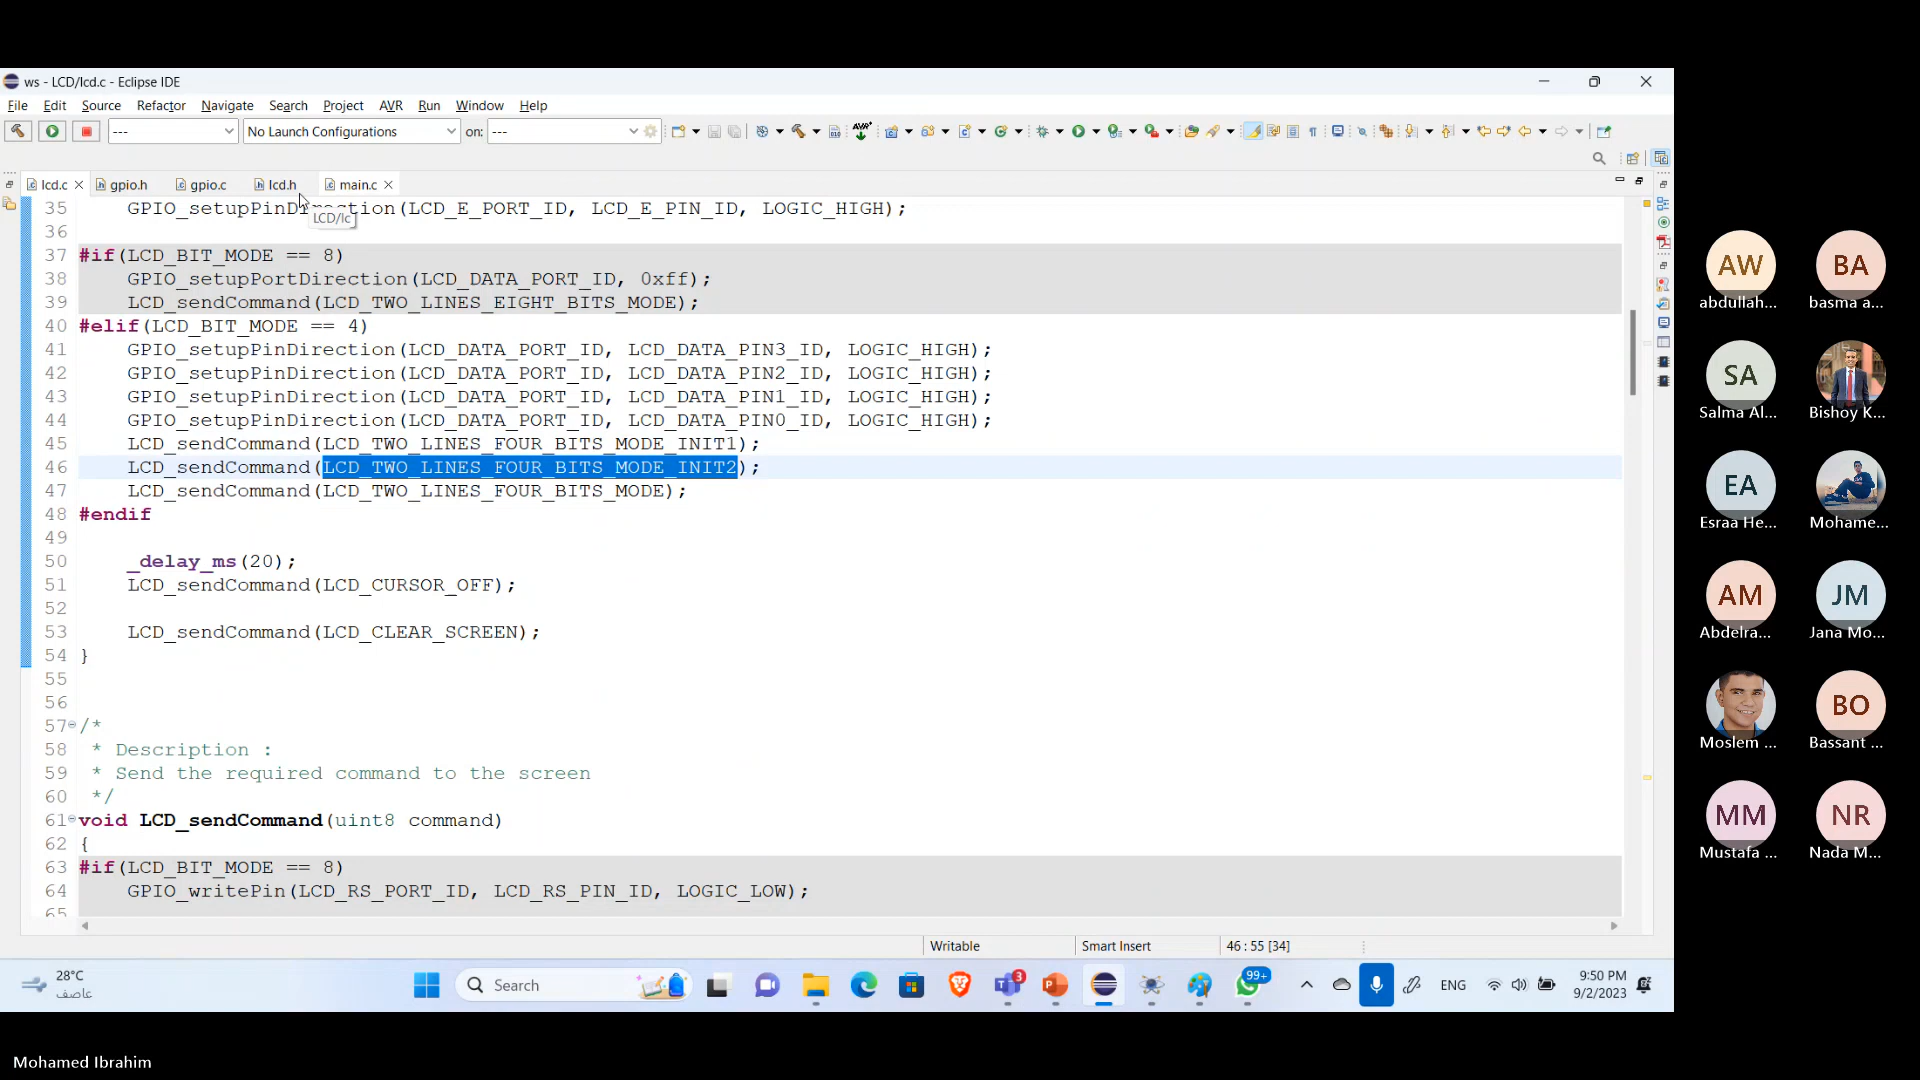 ws - LCD/lcd.c - Eclipse IDE
File Edit Source Refactor Navigate Search Project AVR Run Window Help
--- No Launch Configurations on: ---
lcd.c gpio.h gpio.c lcd.h main.c
35 GPIO_setupPinDirection(LCD_E_PORT_ID, LCD_E_PIN_ID, LOGIC_HIGH);
LCD/lc
36
37 #if(LCD_BIT_MODE == 8)
38 GPIO_setupPortDirection(LCD_DATA_PORT_ID, 0xff);
39 LCD_sendCommand(LCD_TWO_LINES_EIGHT_BITS_MODE);
40 #elif(LCD_BIT_MODE == 4)
41 GPIO_setupPinDirection(LCD_DATA_PORT_ID, LCD_DATA_PIN3_ID, LOGIC_HIGH);
42 GPIO_setupPinDirection(LCD_DATA_PORT_ID, LCD_DATA_PIN2_ID, LOGIC_HIGH);
43 GPIO_setupPinDirection(LCD_DATA_PORT_ID, LCD_DATA_PIN1_ID, LOGIC_HIGH);
44 GPIO_setupPinDirection(LCD_DATA_PORT_ID, LCD_DATA_PIN0_ID, LOGIC_HIGH);
45 LCD_sendCommand(LCD_TWO_LINES_FOUR_BITS_MODE_INIT1);
46 LCD_sendCommand(LCD_TWO_LINES_FOUR_BITS_MODE_INIT2);
47 LCD_sendCommand(LCD_TWO_LINES_FOUR_BITS_MODE);
48 #endif
49
50 _delay_ms(20);
51 LCD_sendCommand(LCD_CURSOR_OFF);
52
53 LCD_sendCommand(LCD_CLEAR_SCREEN);
54 }
55
56
57 /*
58 * Description :
59 * Send the required command to the screen
60 */
61 void LCD_sendCommand(uint8 command)
62 {
63 #if(LCD_BIT_MODE == 8)
64 GPIO_writePin(LCD_RS_PORT_ID, LCD_RS_PIN_ID, LOGIC_LOW);
65
Writable Smart Insert 46 : 55 [34]
28°C
عاصف
Search
3
99+
ENG
9:50 PM
9/2/2023
AW BA
abdullah... basma a...
SA
Salma Al... Bishoy K...
EA
Esraa He... Mohame...
AM JM
Abdelra... Jana Mo...
BO
Moslem ... Bassant ...
MM NR
Mustafa ... Nada M...
Mohamed Ibrahim